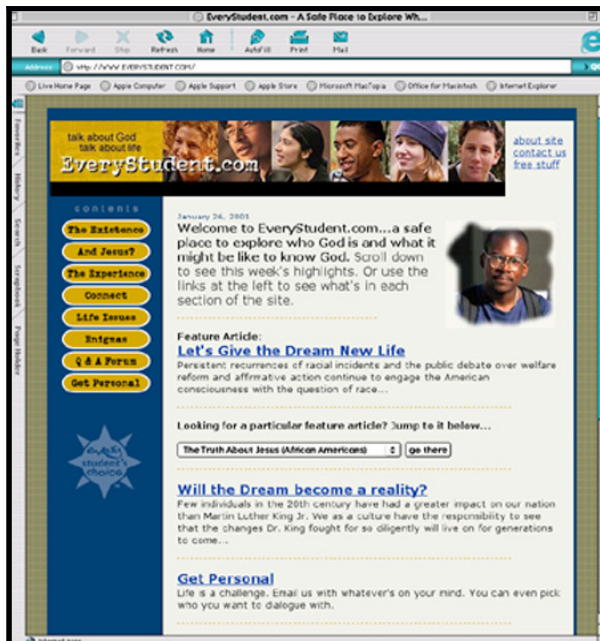 EveryStudent.com - A Safe Place to Explore Wh...
Back Forward Stop Refresh Home AutoFill Print Mail
Address http://WWW.EVERYSTUDENT.COM/
Live Home Page Apple Computer Apple Support Apple Store Microsoft MacTopia Office for Macintosh Internet Explorer
Favorites
History
Search
Scrapbook
Page Holder
talk about God
talk about life
EveryStudent.com
about site
contact us
free stuff
contents
The Existence
And Jesus?
The Experience
Connect
Life Issues
Enigmas
Q & A Forum
Get Personal
student's
choice
January 26, 2001
Welcome to EveryStudent.com...a safe
place to explore who God is and what it
might be like to know God. Scroll down
to see this week's highlights. Or use the
links at the left to see what's in each
section of the site.
Feature Article:
Let's Give the Dream New Life
Persistent recurrences of racial incidents and the public debate over welfare
reform and affirmative action continue to engage the American
consciousness with the question of race...
Looking for a particular feature article? Jump to it below...
The Truth About Jesus (African Americans) go there
Will the Dream become a reality?
Few individuals in the 20th century have had a greater impact on our nation
than Martin Luther King Jr. We as a culture have the responsibility to see
that the changes Dr. King fought for so diligently will live on for generations
to come...
Get Personal
Life is a challenge. Email us with whatever's on your mind. You can even pick
who you want to dialogue with.